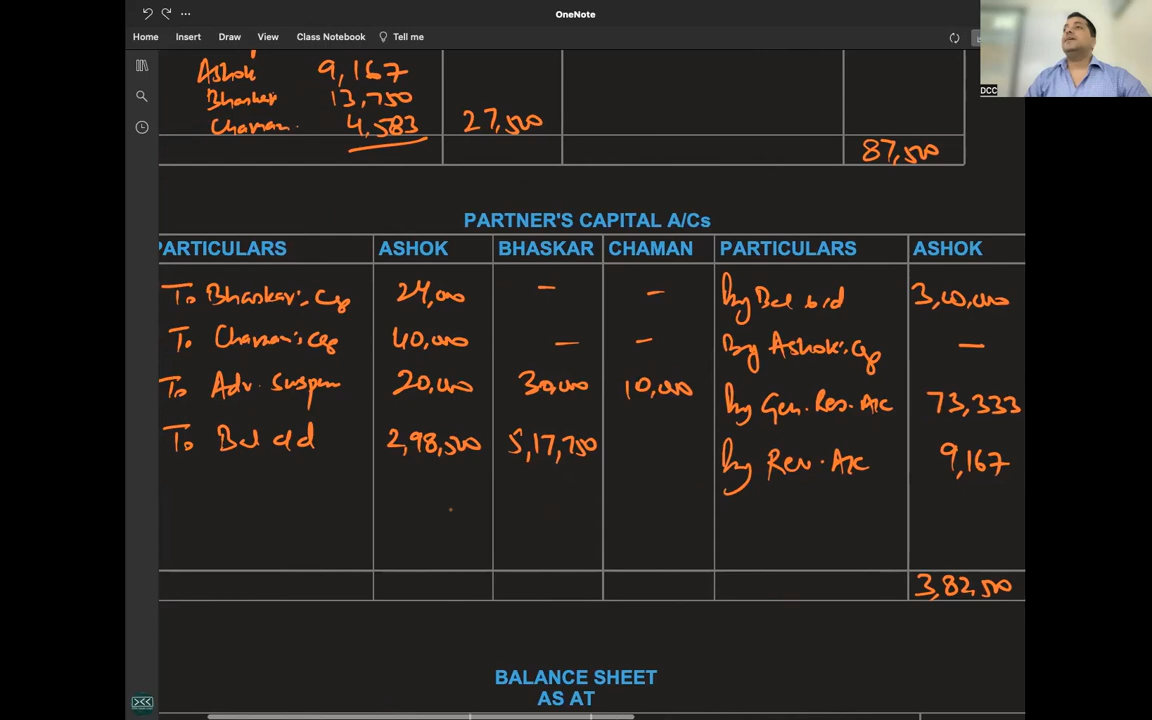 OneNote
Home Insert Draw View Class Notebook Tell me
DCC
Ashok 9,167
Bhaskar 13,750
Chaman. 4,583 27,500
87,500
PARTNER'S CAPITAL A/Cs
PARTICULARS ASHOK BHASKAR CHAMAN PARTICULARS ASHOK
To Bhaskar's Cap 24,000 - - By Bal b/d 3,00,000
To Chaman's Cap 40,000 - - By Ashok's Cap -
To Adv. Suspen 20,000 30,000 10,000 By Gen. Res. A/c 73,333
To Bal c/d 2,98,500 5,17,750 By Rev. A/c 9,167
3,82,500
BALANCE SHEET
AS AT